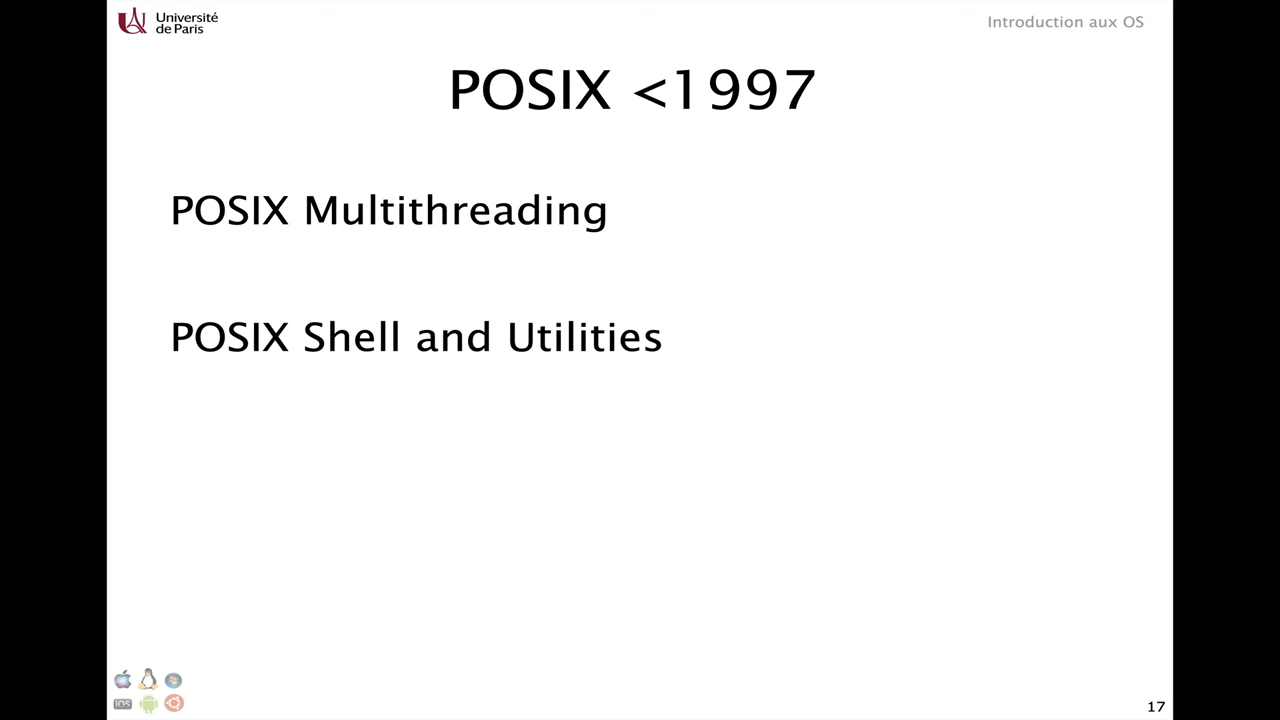 Université
de Paris
Introduction aux OS
POSIX <1997
POSIX Multithreading
POSIX Shell and Utilities
iOS
17